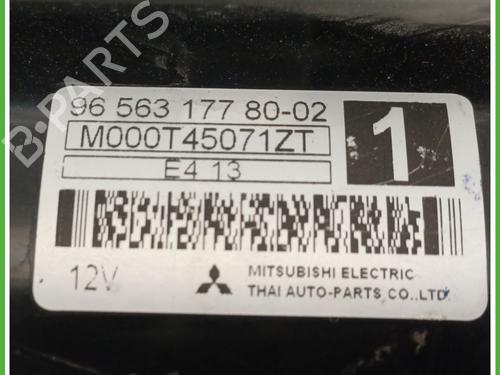 B-PARTS
96 563 177 80-02
1
M000T45071ZT
E4 13
12V
MITSUBISHI ELECTRIC
THAI AUTO-PARTS CO.,LTD.